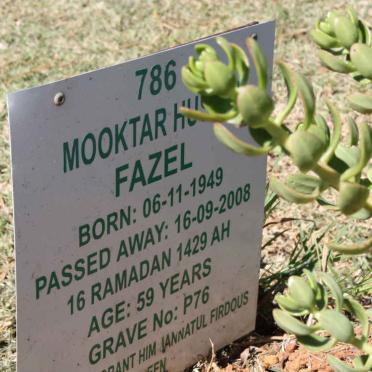 786
MOOKTAR
FAZEL
BORN: 06-11-1949
PASSED AWAY: 16-09-2008
16 RAMADAN 1429 AH
AGE: 59 YEARS
GRAVE No: P76
HIM JANNATUL FIRDOUS